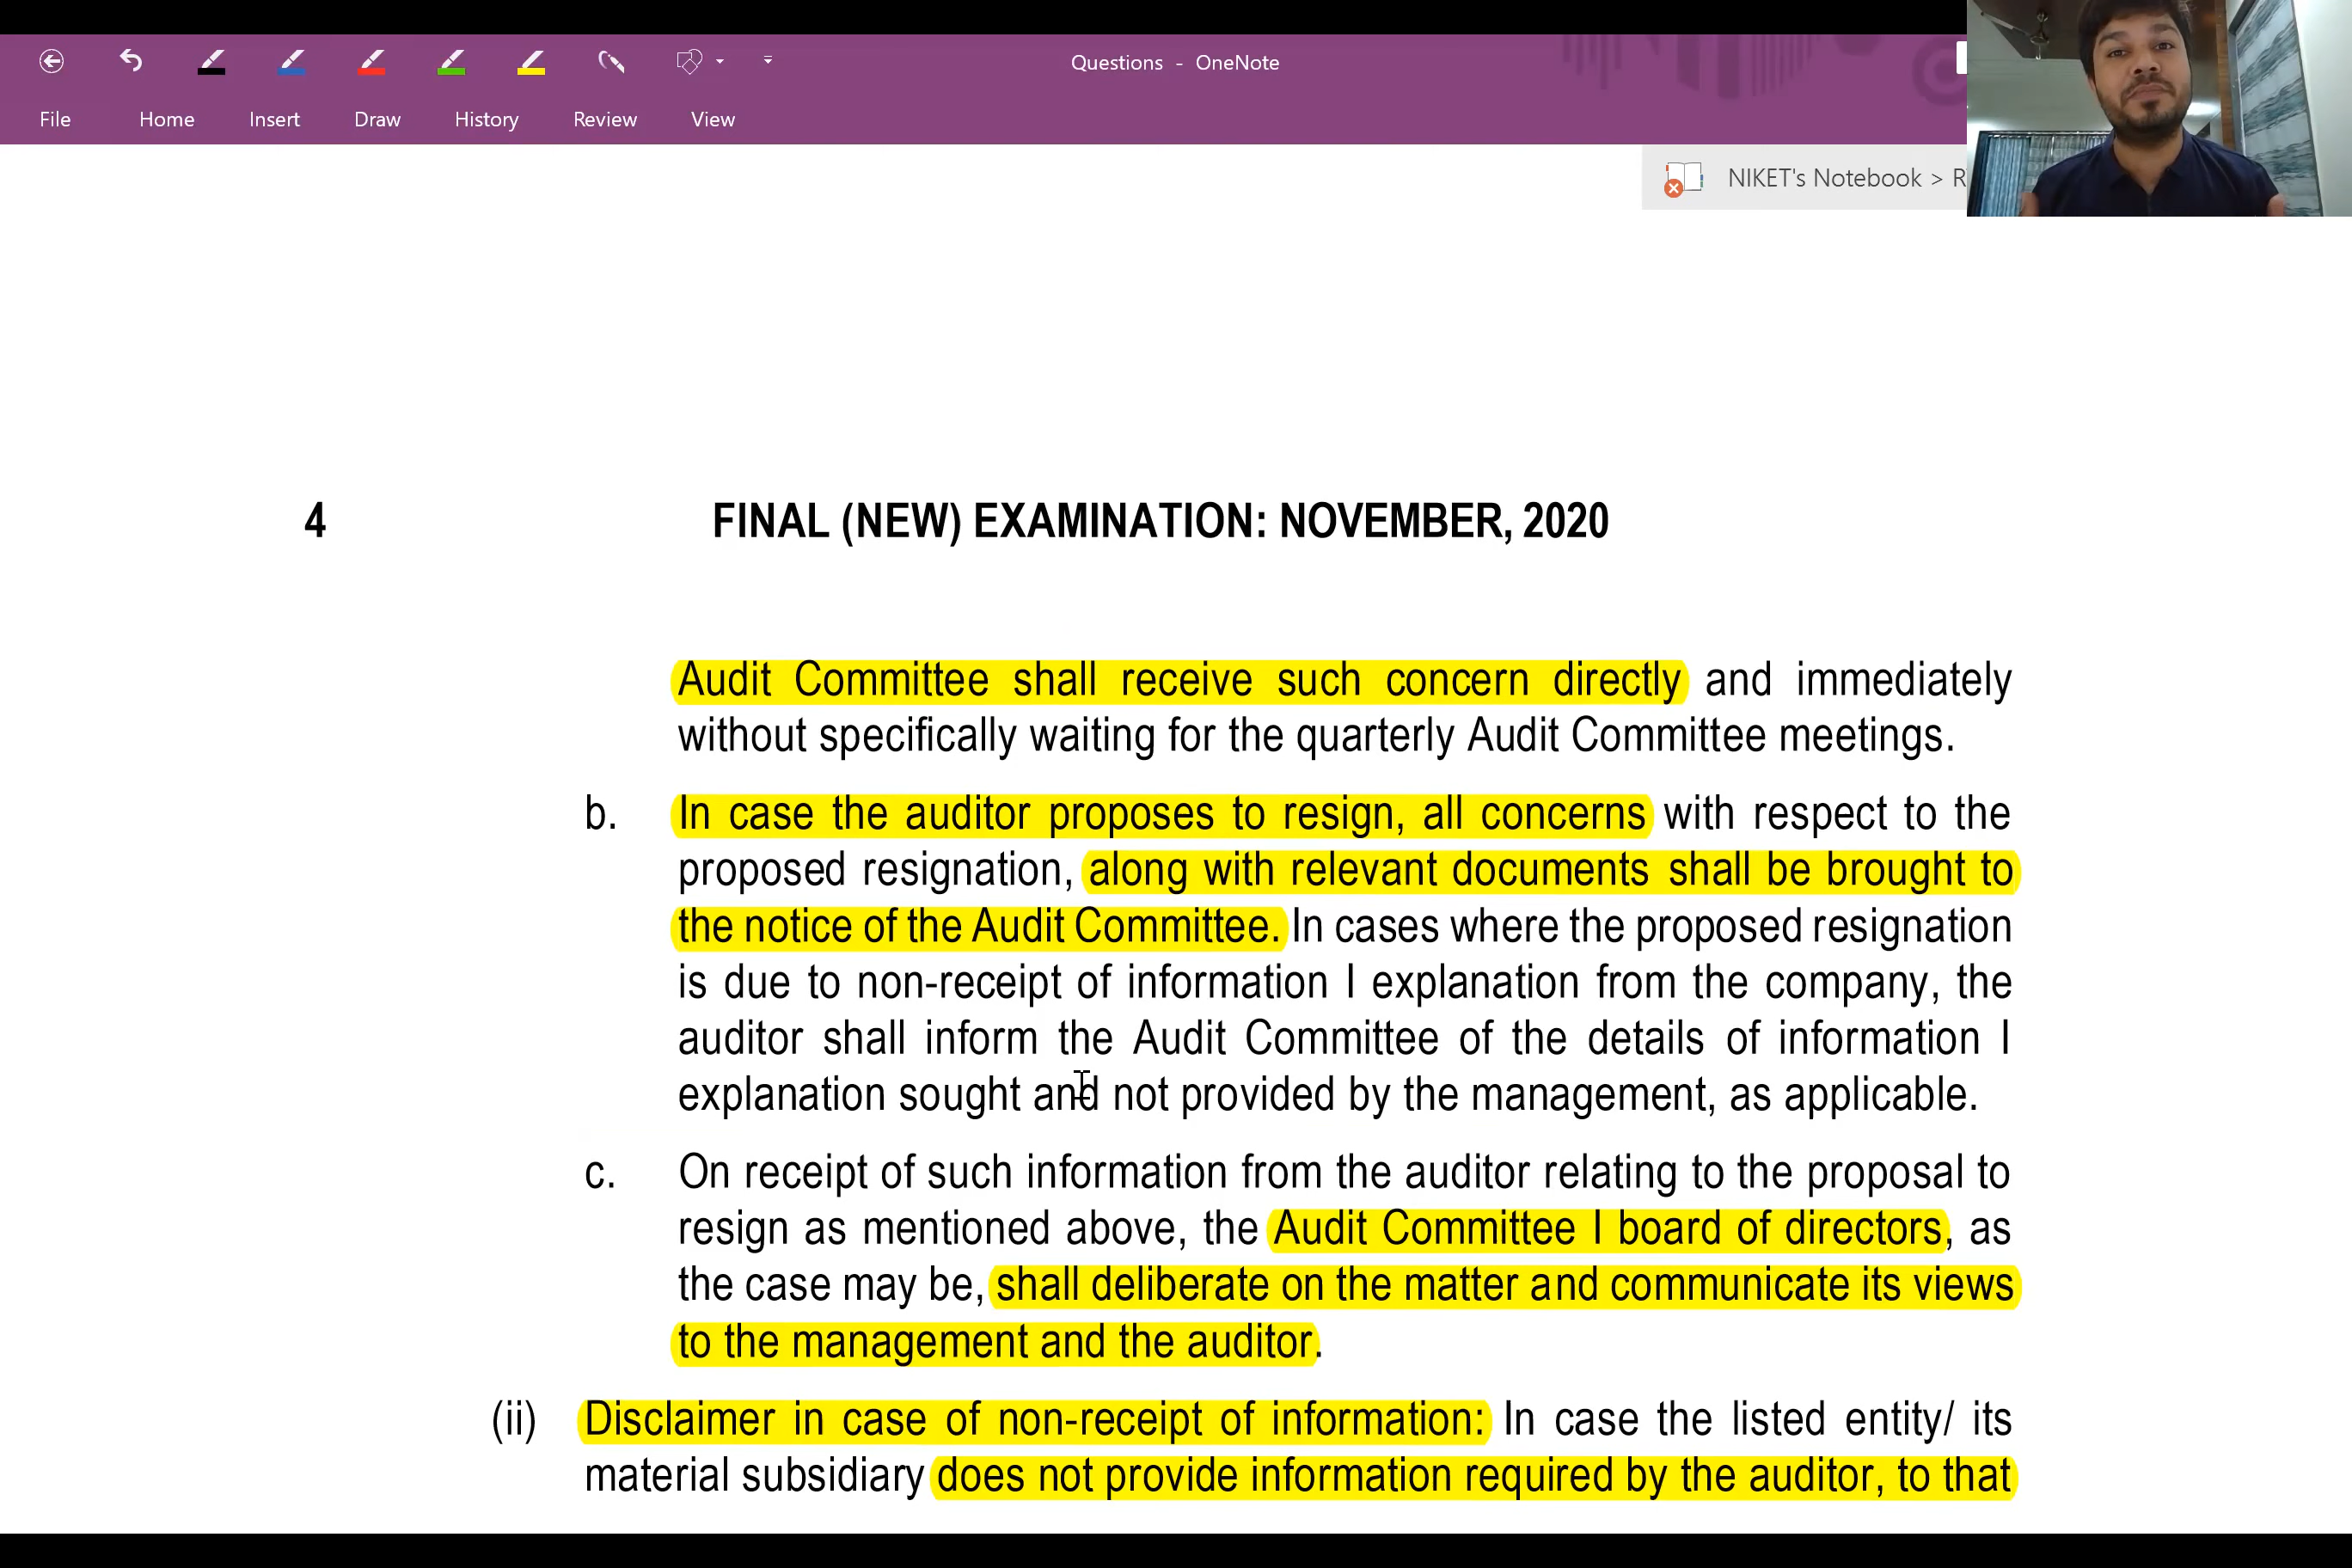 Questions - OneNote
File Home Insert Draw History Review View
NIKET's Notebook > R
4 FINAL (NEW) EXAMINATION: NOVEMBER, 2020
Audit Committee shall receive such concern directly and immediately
without specifically waiting for the quarterly Audit Committee meetings.
b. In case the auditor proposes to resign, all concerns with respect to the
proposed resignation, along with relevant documents shall be brought to
the notice of the Audit Committee. In cases where the proposed resignation
is due to non-receipt of information I explanation from the company, the
auditor shall inform the Audit Committee of the details of information I
explanation sought and not provided by the management, as applicable.
c. On receipt of such information from the auditor relating to the proposal to
resign as mentioned above, the Audit Committee I board of directors, as
the case may be, shall deliberate on the matter and communicate its views
to the management and the auditor.
(ii) Disclaimer in case of non-receipt of information: In case the listed entity/ its
material subsidiary does not provide information required by the auditor, to that